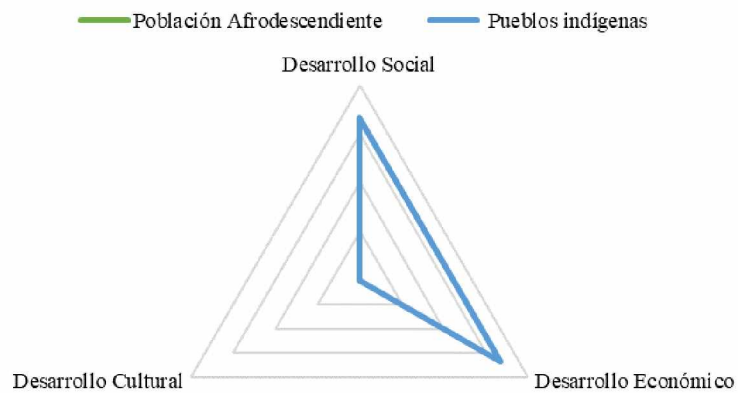 Población Afrodescendiente Pueblos indígenas
Desarrollo Social
Desarrollo Cultural Desarrollo Económico